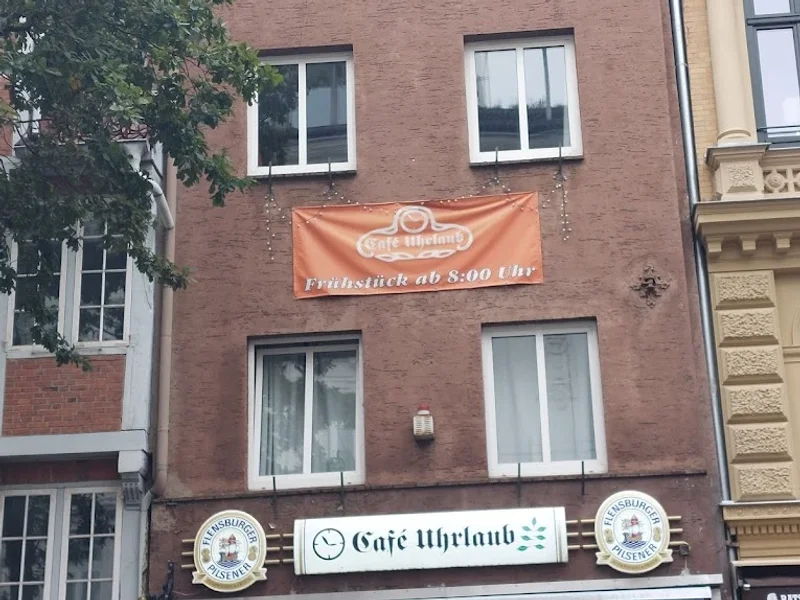 Café Uhrlaub
Frühstück ab 8:00 Uhr
FLENSBURGER
PILSENER
Café Uhrlaub
FLENSBURGER
PILSENER